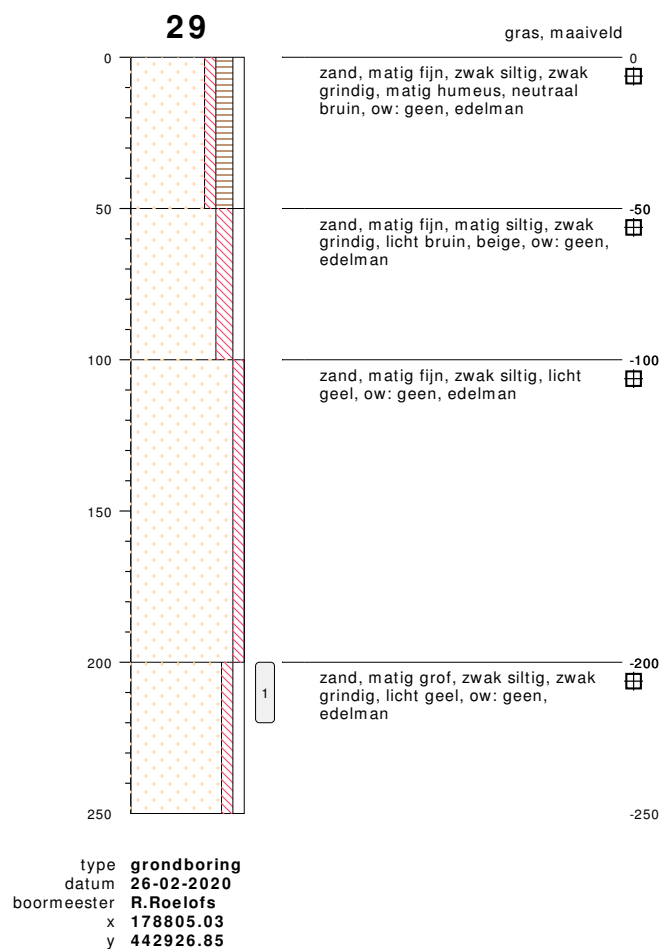 29
gras, maaiveld
0
0
zand, matig fijn, zwak siltig, zwak
grindig, matig humeus, neutraal
bruin, ow: geen, edelman
50
-50
zand, matig fijn, matig siltig, zwak
grindig, licht bruin, beige, ow: geen,
edelman
100
-100
zand, matig fijn, zwak siltig, licht
geel, ow: geen, edelman
150
200
-200
1
zand, matig grof, zwak siltig, zwak
grindig, licht geel, ow: geen,
edelman
250
-250
type grondboring
datum 26-02-2020
boormeester R.Roelofs
x 178805.03
y 442926.85